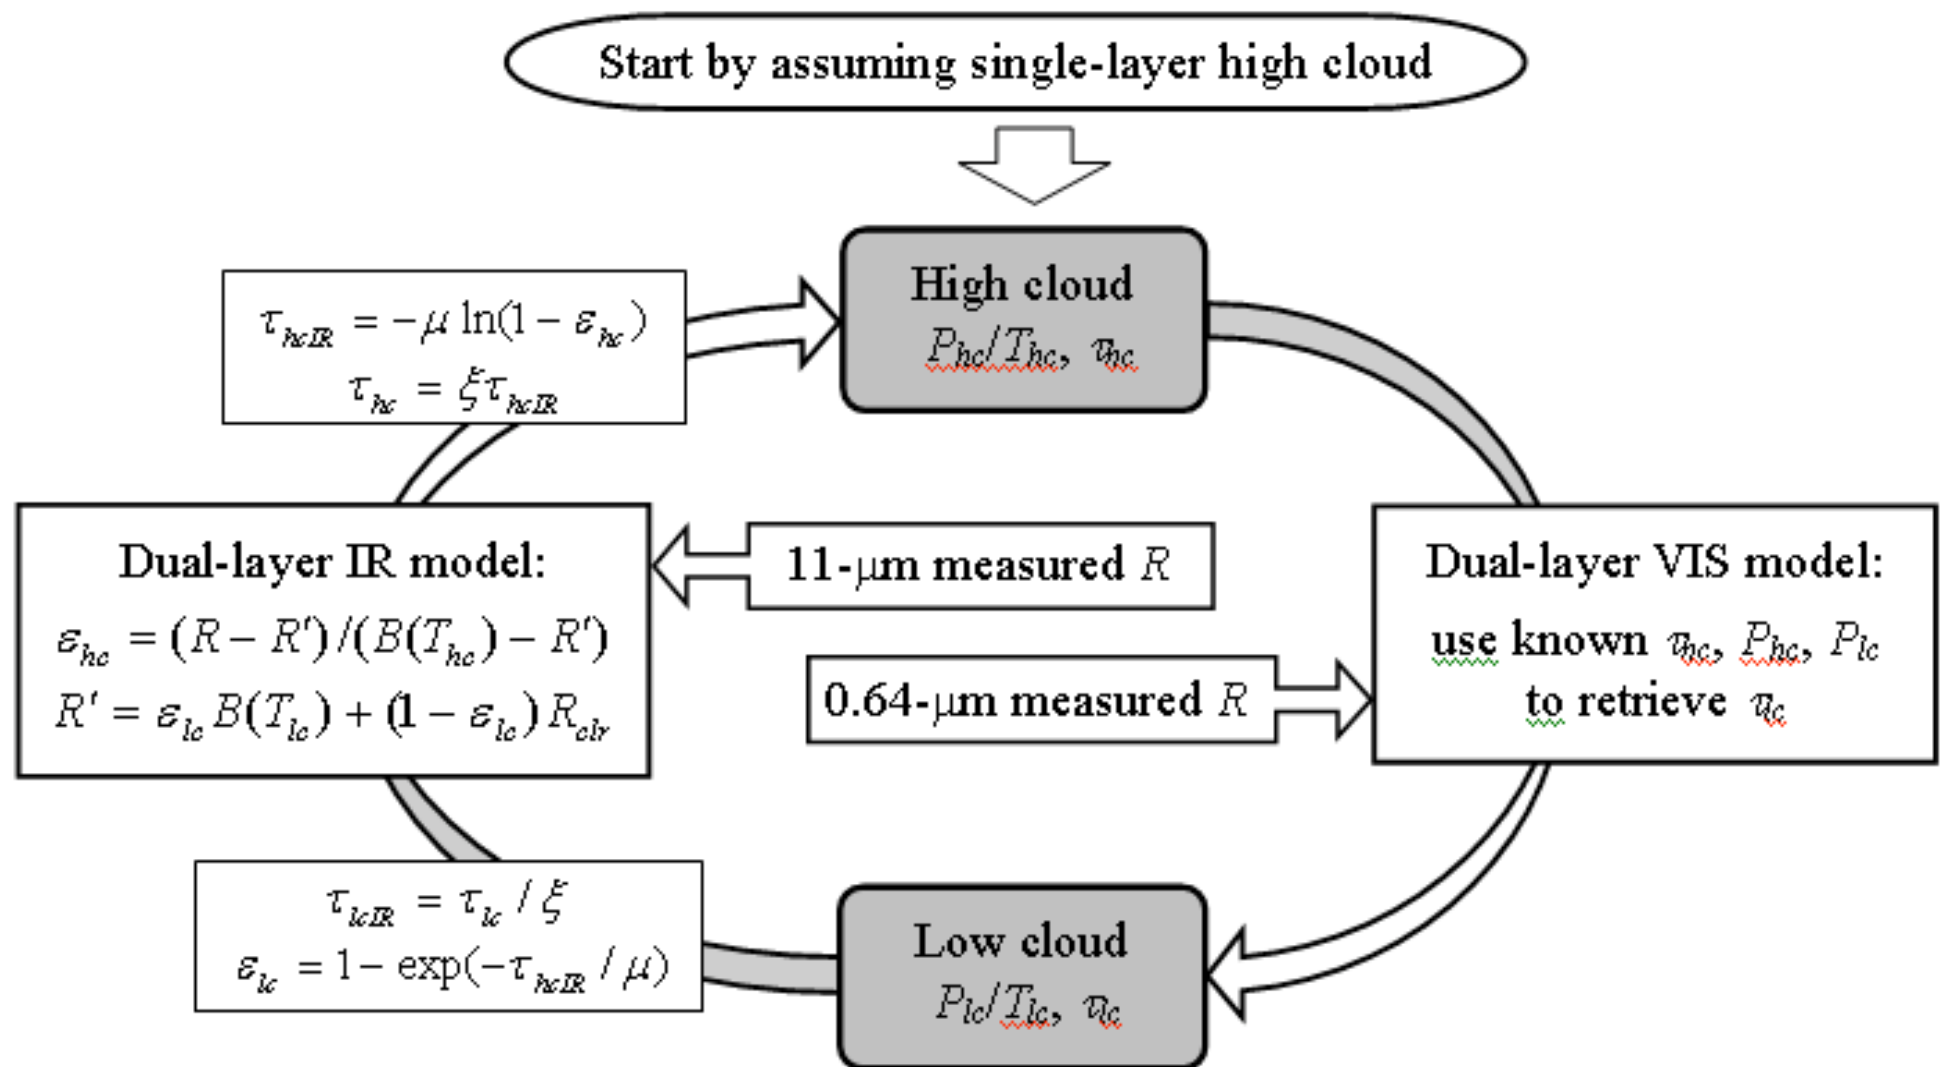 Start by assuming single-layer high cloud
High cloud
P_hc/T_hc, τ_hc
τ_hcIR = −μ ln(1 − ε_hc)
τ_hc = ξτ_hcIR
Dual-layer IR model:
ε_hc = (R − R')/(B(T_hc) − R')
R' = ε_lc B(T_lc) + (1 − ε_lc) R_clr
11-μm measured R
0.64-μm measured R
Dual-layer VIS model:
use known τ_hc, P_hc, P_lc
to retrieve τ_lc
τ_lcIR = τ_lc / ξ
ε_lc = 1 − exp(−τ_hcIR / μ)
Low cloud
P_lc/T_lc, τ_lc